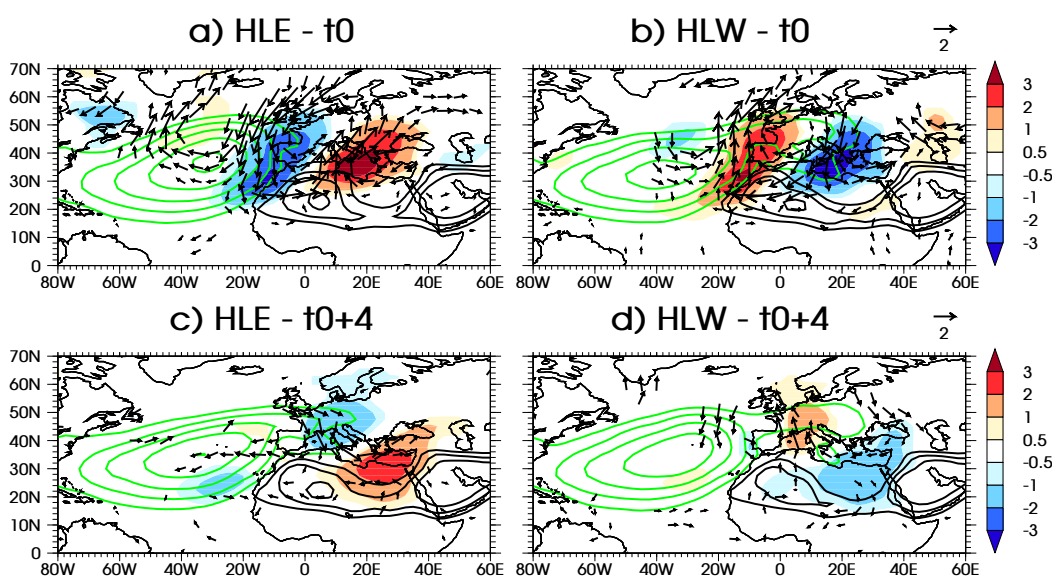 a) HLE - t0
b) HLW - t0
2
70N
60N
50N
40N
30N
20N
10N
0
80W 60W 40W 20W 0 20E 40E 60E
80W 60W 40W 20W 0 20E 40E 60E
3
2
1
0.5
-0.5
-1
-2
-3
c) HLE - t0+4
d) HLW - t0+4
2
70N
60N
50N
40N
30N
20N
10N
0
80W 60W 40W 20W 0 20E 40E 60E
80W 60W 40W 20W 0 20E 40E 60E
3
2
1
0.5
-0.5
-1
-2
-3